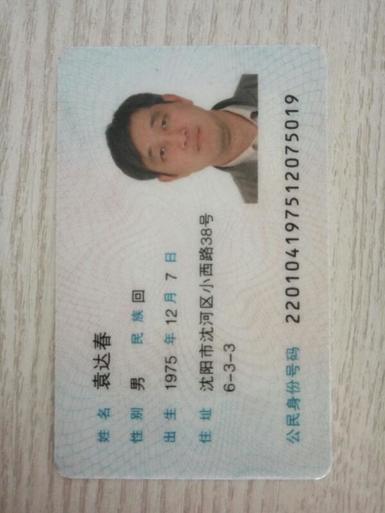 姓名 袁达春
性别 男 民族 回
出生 1975 年 12 月 7 日
住址 沈阳市沈河区小西路38号
6-3-3
公民身份号码 220104197512075019